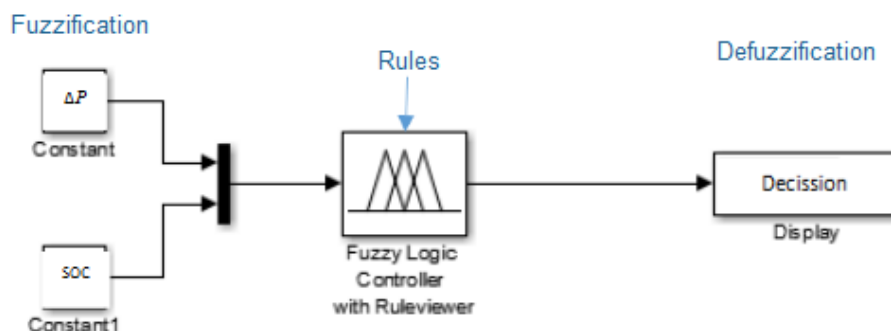 Fuzzification
Rules
Defuzzification
ΔP
Constant
Decission
Display
SOC
Constant1
Fuzzy Logic
Controller
with Ruleviewer